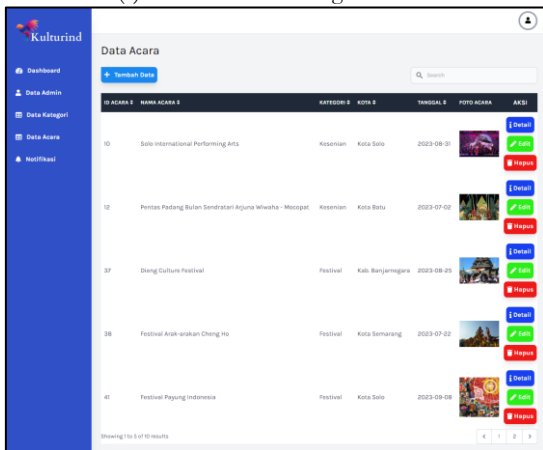 Kulturind
Dashboard
Data Admin
Data Kategori
Data Acara
Notifikasi
Data Acara
+ Tambah Data
Search
ID ACARA NAMA ACARA KATEGORI KOTA TANGGAL FOTO ACARA AKSI
10 Solo International Performing Arts Kesenian Kota Solo 2023-08-31
Detail
Edit
Hapus
12 Pentas Padang Bulan Sendratari Arjuna Wiwaha - Mocopat Kesenian Kota Batu 2023-07-02
Detail
Edit
Hapus
37 Dieng Culture Festival Festival Kab. Banjarnegara 2023-08-25
Detail
Edit
Hapus
38 Festival Arak-arakan Cheng Ho Festival Kota Semarang 2023-07-22
Detail
Edit
Hapus
41 Festival Payung Indonesia Festival Kota Solo 2023-09-08
Detail
Edit
Hapus
Showing 1 to 5 of 10 results
< 1 2 >